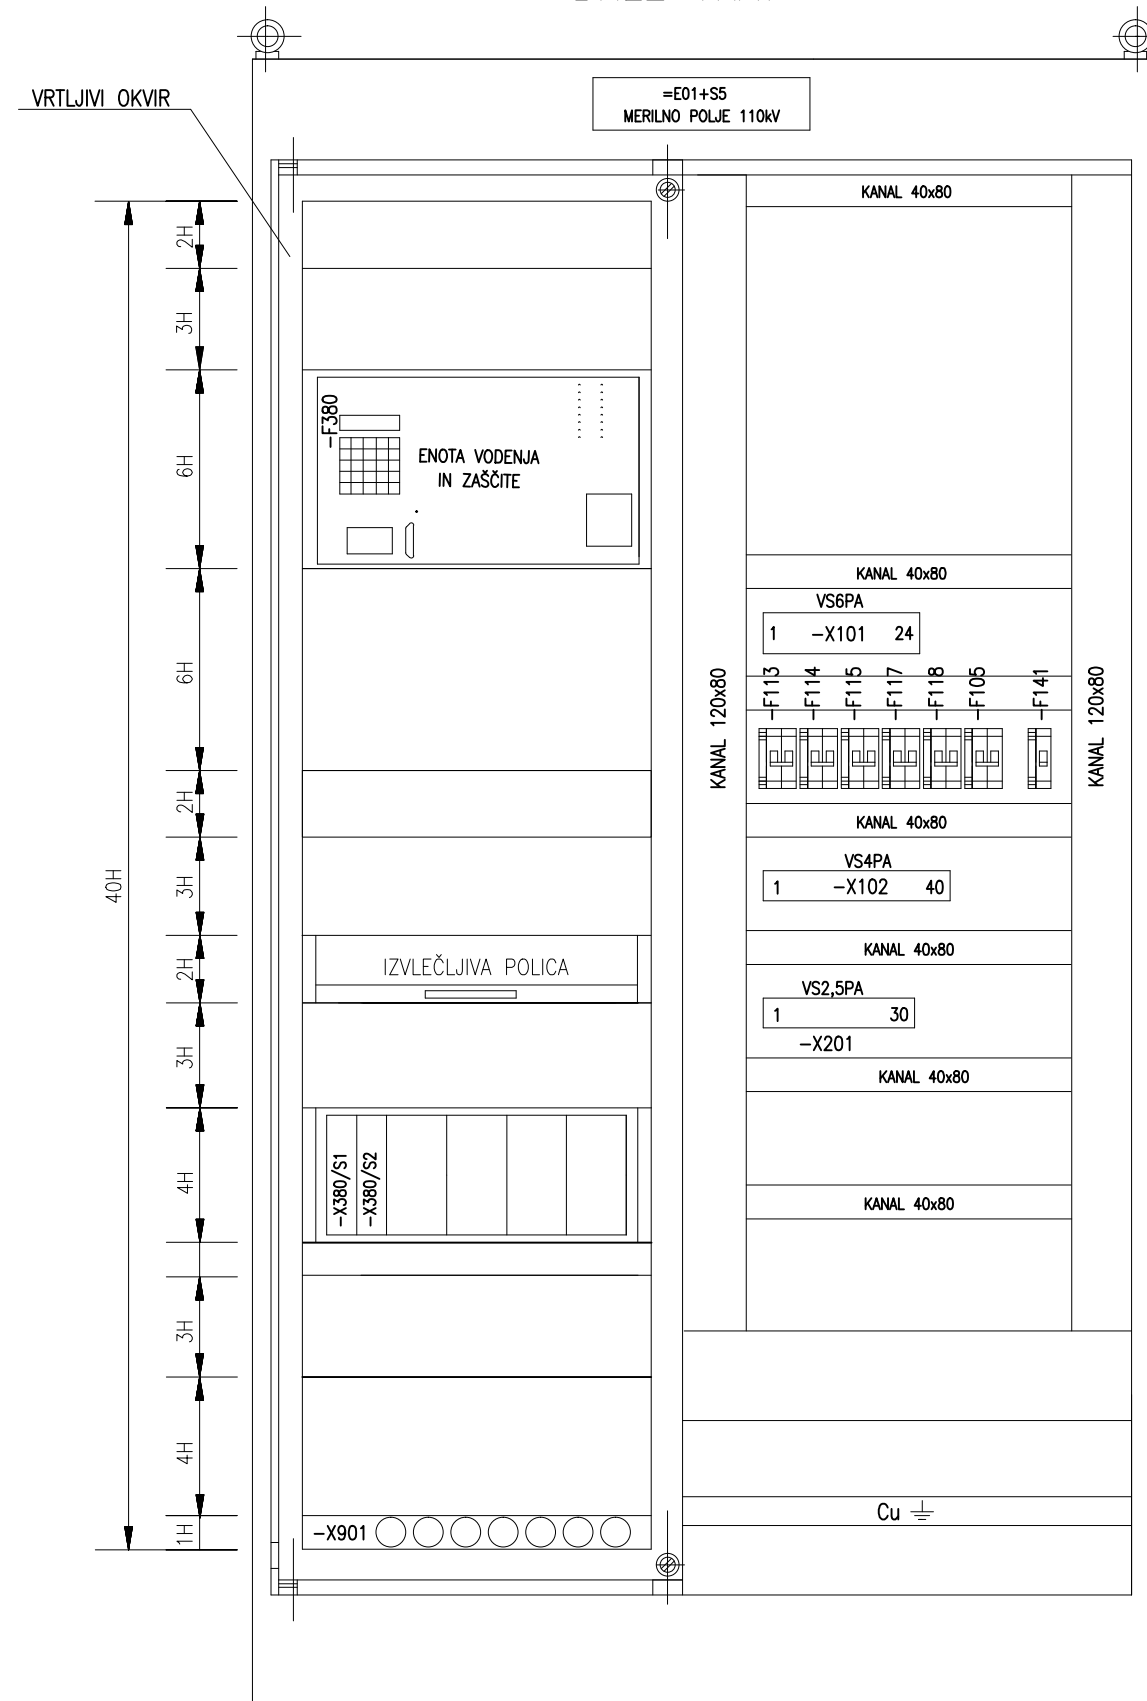 VRTLJIVI OKVIR
=E01+S5
MERILNO POLJE 110kV
KANAL 40x80
2H
3H
6H
6H
2H
3H
2H
3H
4H
3H
4H
1H
40H
-F380
ENOTA VODENJA
IN ZAŠČITE
IZVLEČLJIVA POLICA
-X380/S1
-X380/S2
-X901
KANAL 120x80
KANAL 40x80
VS6PA
1 -X101 24
-F113
-F114
-F115
-F117
-F118
-F105
-F141
KANAL 120x80
KANAL 40x80
VS4PA
1 -X102 40
KANAL 40x80
VS2,5PA
1 30
-X201
KANAL 40x80
KANAL 40x80
Cu